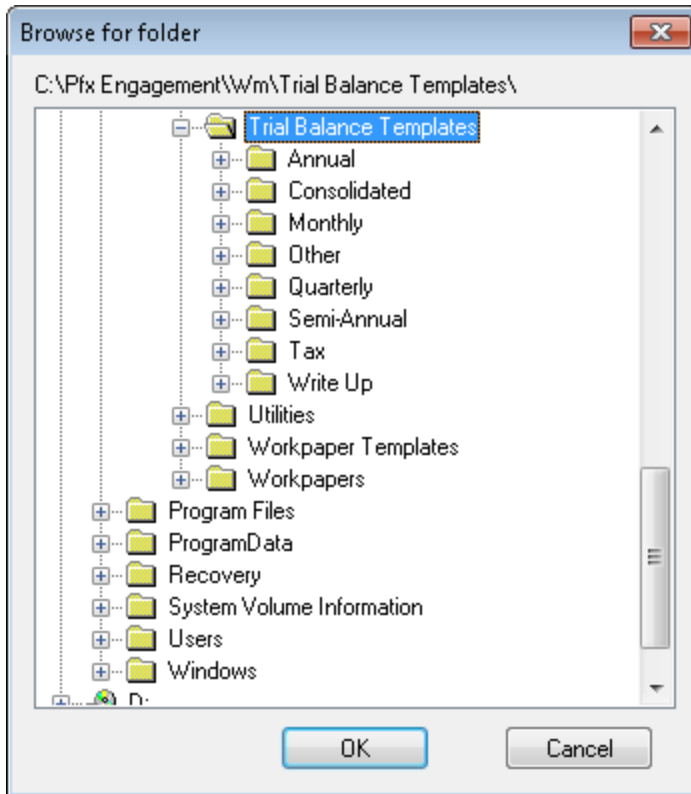 Browse for folder
C:\Pfx Engagement\Wm\Trial Balance Templates\
Trial Balance Templates
Annual
Consolidated
Monthly
Other
Quarterly
Semi-Annual
Tax
Write Up
Utilities
Workpaper Templates
Workpapers
Program Files
ProgramData
Recovery
System Volume Information
Users
Windows
D:
OK Cancel